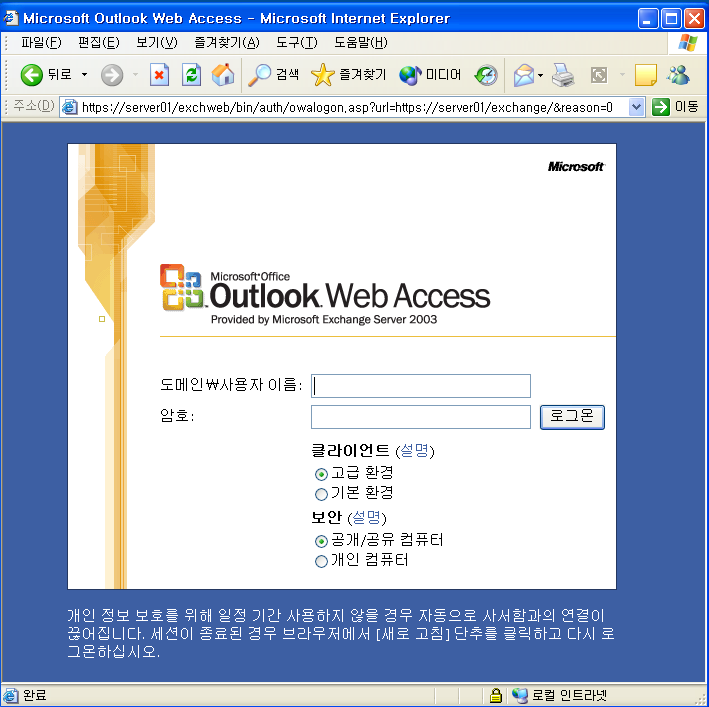 Microsoft Outlook Web Access - Microsoft Internet Explorer
파일(F) 편집(E) 보기(V) 즐겨찾기(A) 도구(T) 도움말(H)
뒤로 검색 즐겨찾기 미디어
주소(D) https://server01/exchweb/bin/auth/owalogon.asp?url=https://server01/exchange/&reason=0 이동
Microsoft
Microsoft Office
Outlook Web Access
Provided by Microsoft Exchange Server 2003
도메인₩사용자 이름:
암호: 로그온
클라이언트 (설명)
고급 환경
기본 환경
보안 (설명)
공개/공유 컴퓨터
개인 컴퓨터
개인 정보 보호를 위해 일정 기간 사용하지 않을 경우 자동으로 사서함과의 연결이
끊어집니다. 세션이 종료된 경우 브라우저에서 [새로 고침] 단추를 클릭하고 다시 로
그온하십시오.
완료 로컬 인트라넷